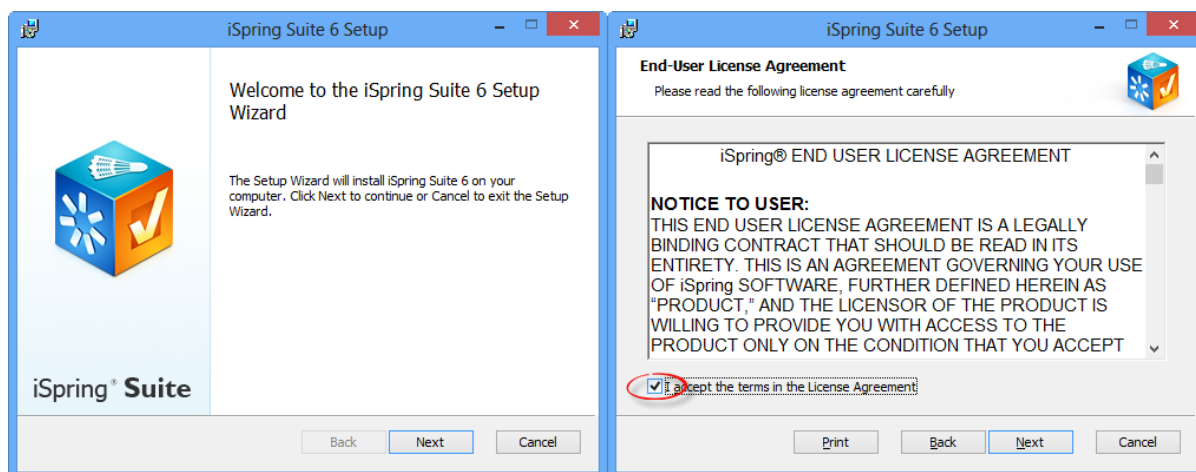 iSpring Suite 6 Setup
Welcome to the iSpring Suite 6 Setup
Wizard
The Setup Wizard will install iSpring Suite 6 on your
computer. Click Next to continue or Cancel to exit the Setup
Wizard.
iSpring® Suite
Back Next Cancel
iSpring Suite 6 Setup
End-User License Agreement
Please read the following license agreement carefully
iSpring® END USER LICENSE AGREEMENT
NOTICE TO USER:
THIS END USER LICENSE AGREEMENT IS A LEGALLY
BINDING CONTRACT THAT SHOULD BE READ IN ITS
ENTIRETY. THIS IS AN AGREEMENT GOVERNING YOUR USE
OF iSpring SOFTWARE, FURTHER DEFINED HEREIN AS
“PRODUCT,” AND THE LICENSOR OF THE PRODUCT IS
WILLING TO PROVIDE YOU WITH ACCESS TO THE
PRODUCT ONLY ON THE CONDITION THAT YOU ACCEPT
I accept the terms in the License Agreement
Print Back Next Cancel